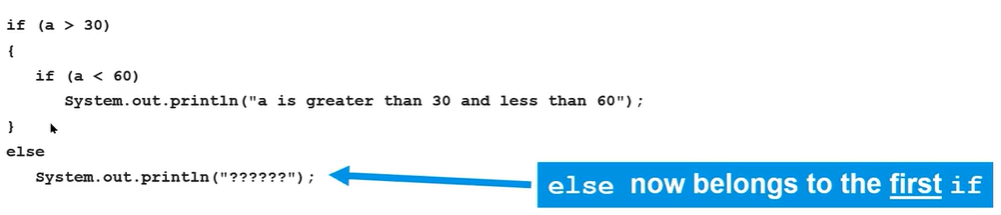 if (a > 30)
{
if (a < 60)
System.out.println("a is greater than 30 and less than 60");
}
else
System.out.println("??????");
else now belongs to the first if